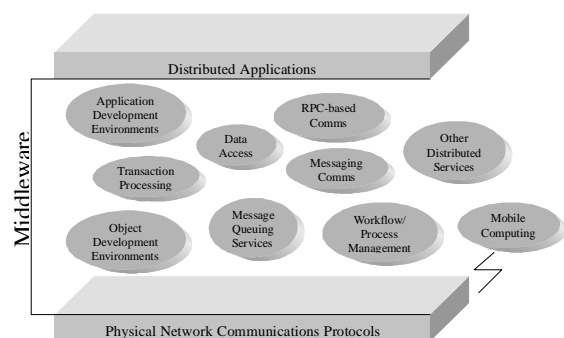 Distributed Applications
Middleware
Application
Development
Environments
RPC-based
Comms
Data
Access
Other
Distributed
Services
Transaction
Processing
Messaging
Comms
Object
Development
Environments
Message
Queuing
Services
Workflow/
Process
Management
Mobile
Computing
Physical Network Communications Protocols